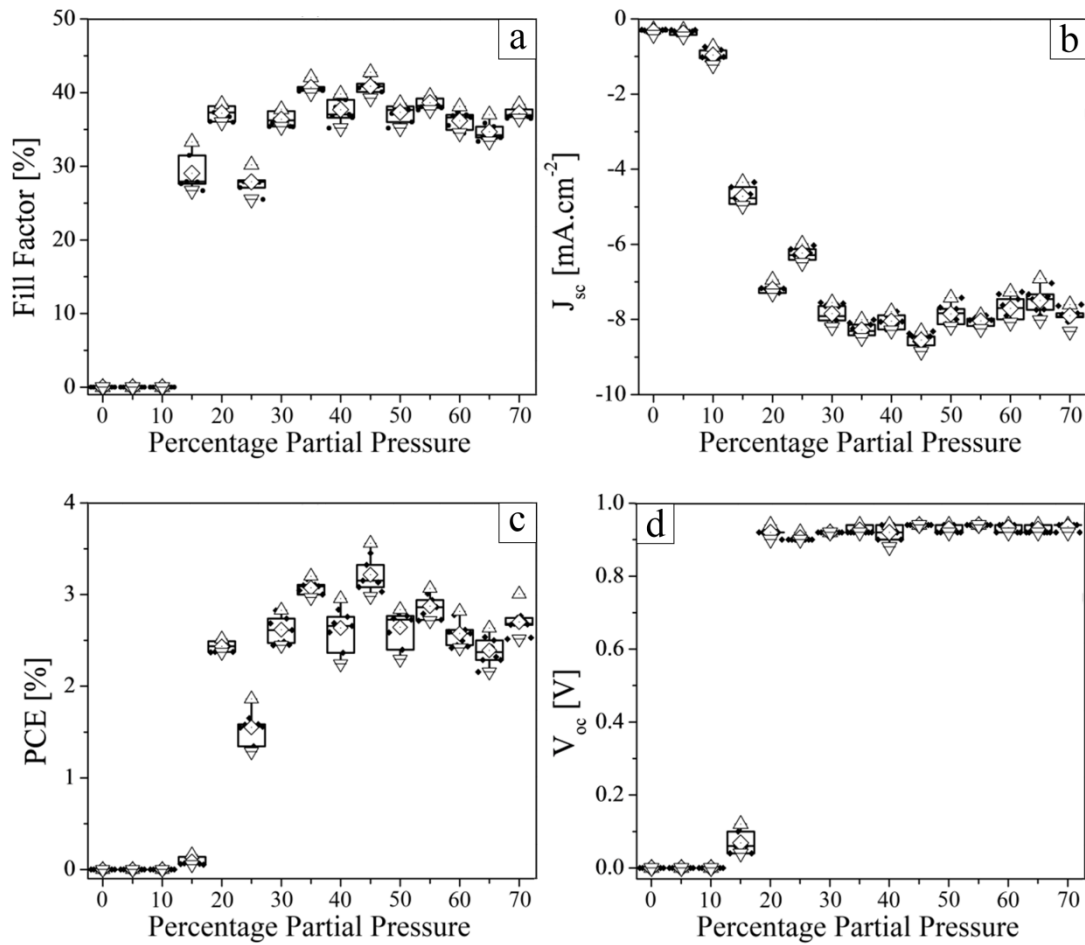 a
50
40
30
20
10
0
Fill Factor [%]
0 10 20 30 40 50 60 70
Percentage Partial Pressure
b
0
-2
-4
-6
-8
-10
J_sc [mA.cm^-2]
0 10 20 30 40 50 60 70
Percentage Partial Pressure
c
4
3
2
1
0
PCE [%]
0 10 20 30 40 50 60 70
Percentage Partial Pressure
d
1.0
0.8
0.6
0.4
0.2
0.0
V_oc [V]
0 10 20 30 40 50 60 70
Percentage Partial Pressure